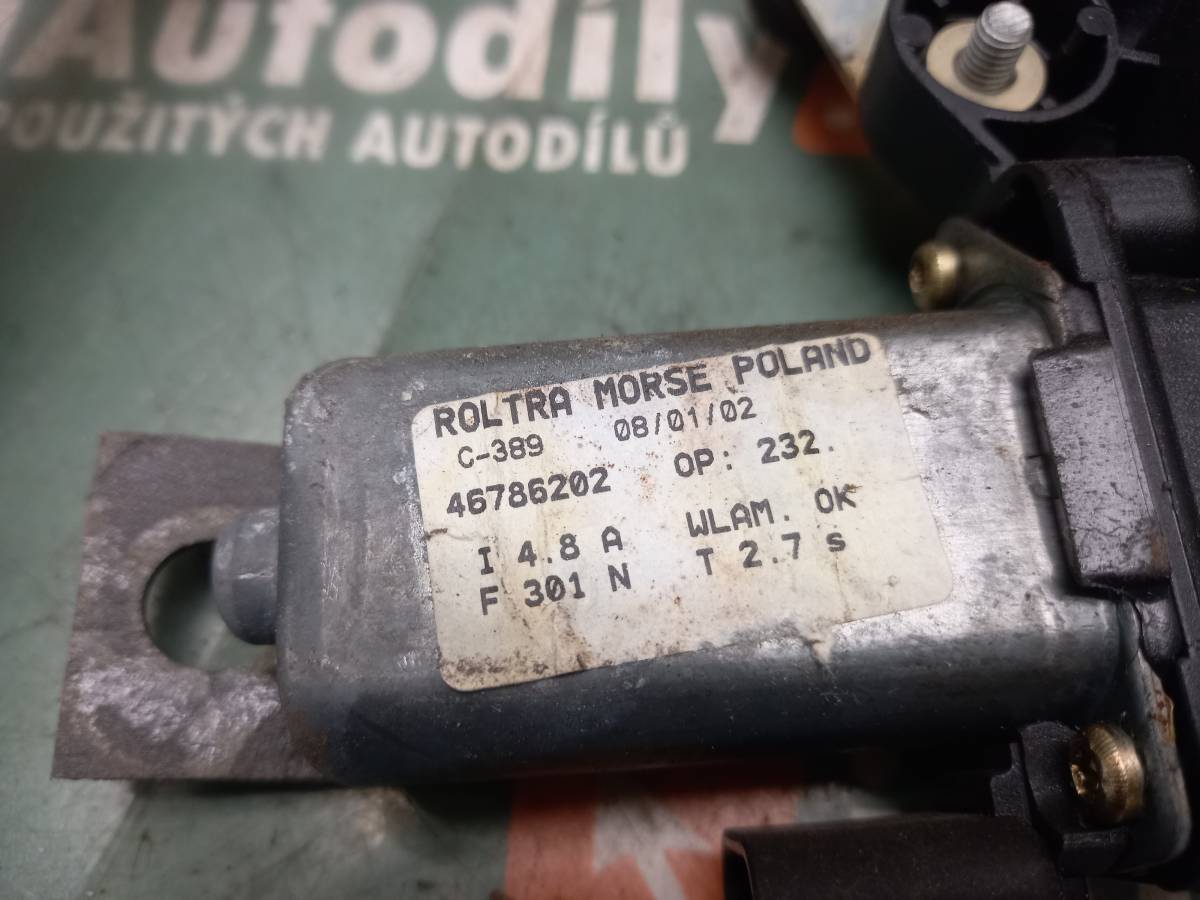 Autodíly
POUŽITÝCH AUTODÍLŮ
ROLTRA MORSE POLAND
C-389 08/01/02
46786202 OP: 232.
I 4.8 A WLAM. OK
F 301 N T 2.7 s